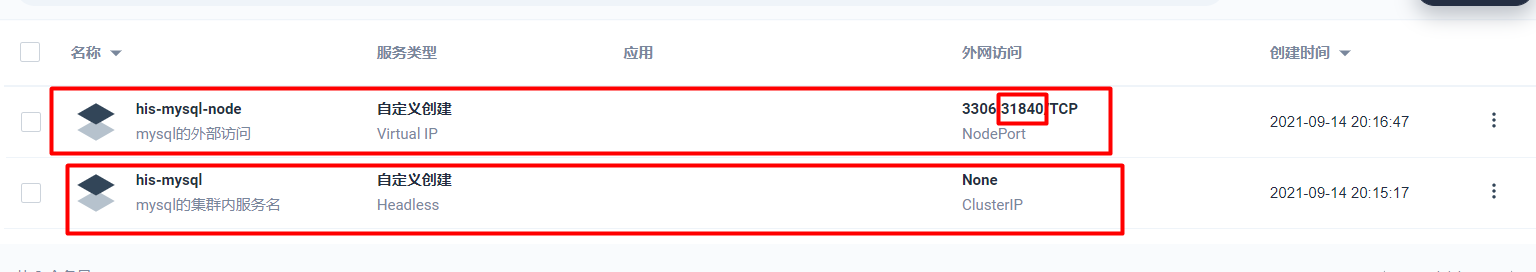 名称 服务类型 应用 外网访问 创建时间
his-mysql-node 自定义创建 3306:31840/TCP 2021-09-14 20:16:47
mysql的外部访问 Virtual IP NodePort
his-mysql 自定义创建 None 2021-09-14 20:15:17
mysql的集群内服务名 Headless ClusterIP